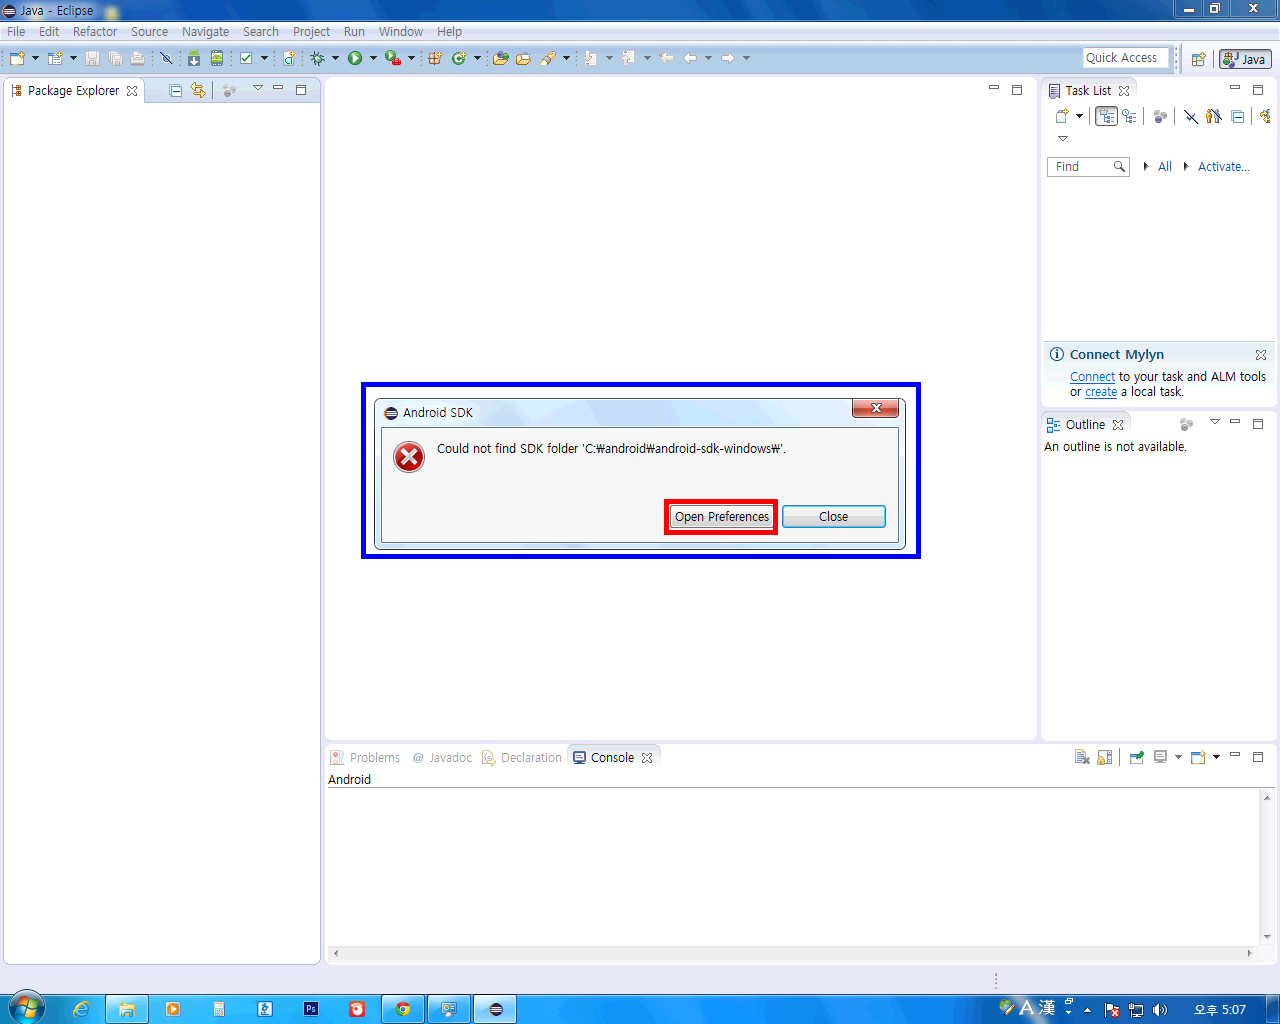 Java - Eclipse
File Edit Refactor Source Navigate Search Project Run Window Help
Quick Access
Java
Package Explorer
Task List
Find
All
Activate...
Connect Mylyn
Connect to your task and ALM tools
or create a local task.
Outline
An outline is not available.
Android SDK
Could not find SDK folder 'C:₩android₩android-sdk-windows₩'.
Open Preferences
Close
Problems @ Javadoc Declaration Console
Android
Ps
A 漢
오후 5:07